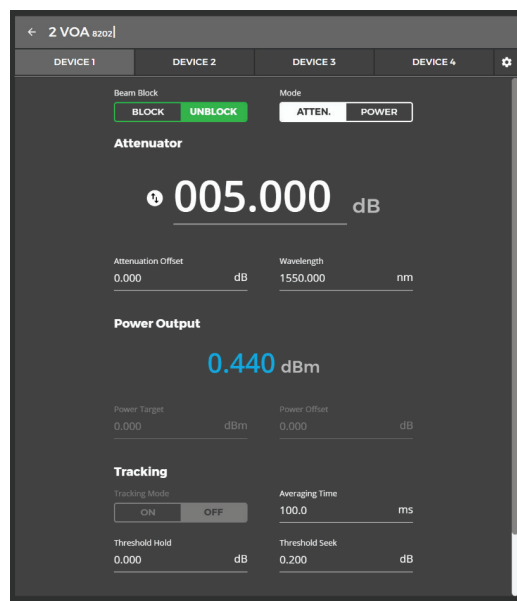 2 VOA 8202
DEVICE 1 DEVICE 2 DEVICE 3 DEVICE 4
Beam Block Mode
BLOCK UNBLOCK ATTEN. POWER
Attenuator
005.000 dB
Attenuation Offset Wavelength
0.000 dB 1550.000 nm
Power Output
0.440 dBm
Power Target Power Offset
0.000 dBm 0.000 dB
Tracking
Tracking Mode Averaging Time
ON OFF 100.0 ms
Threshold Hold Threshold Seek
0.000 dB 0.200 dB